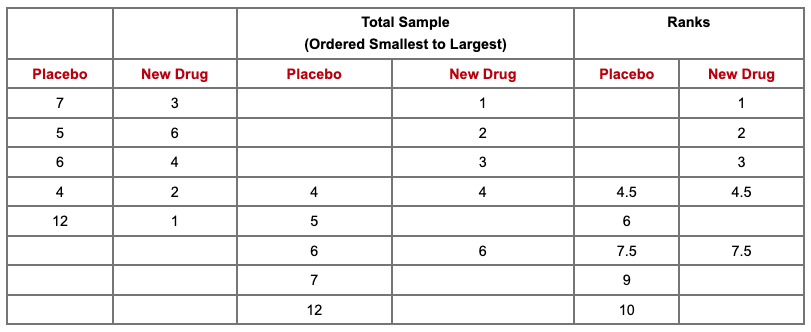 Total Sample
(Ordered Smallest to Largest) Ranks
Placebo New Drug Placebo New Drug Placebo New Drug
7 3 1 1
5 6 2 2
6 4 3 3
4 2 4 4 4.5 4.5
12 1 5 6
6 6 7.5 7.5
7 9
12 10